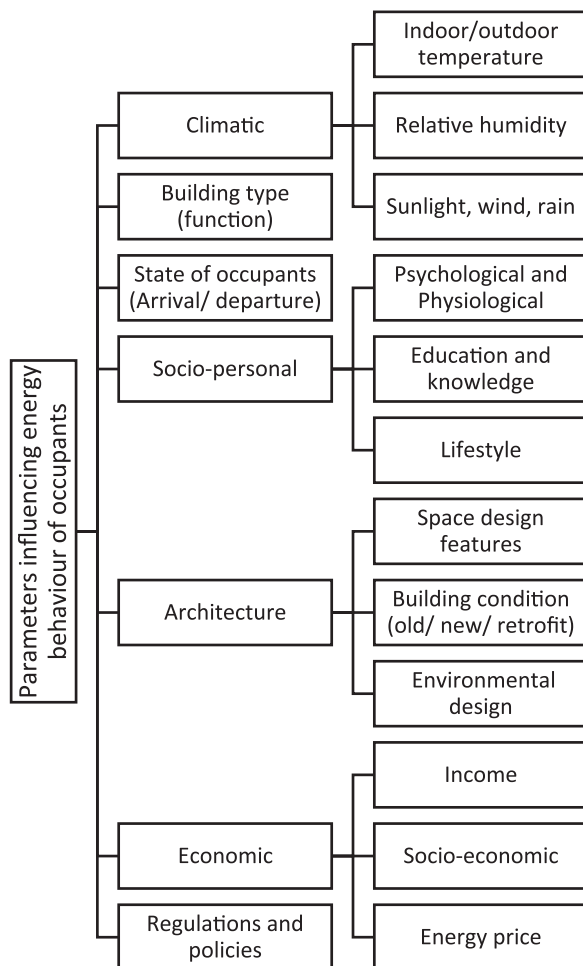 Parameters influencing energy
behaviour of occupants
Climatic
Indoor/outdoor
temperature
Relative humidity
Sunlight, wind, rain
Building type
(function)
State of occupants
(Arrival/ departure)
Socio-personal
Psychological and
Physiological
Education and
knowledge
Lifestyle
Architecture
Space design
features
Building condition
(old/ new/ retrofit)
Environmental
design
Economic
Income
Socio-economic
Energy price
Regulations and
policies